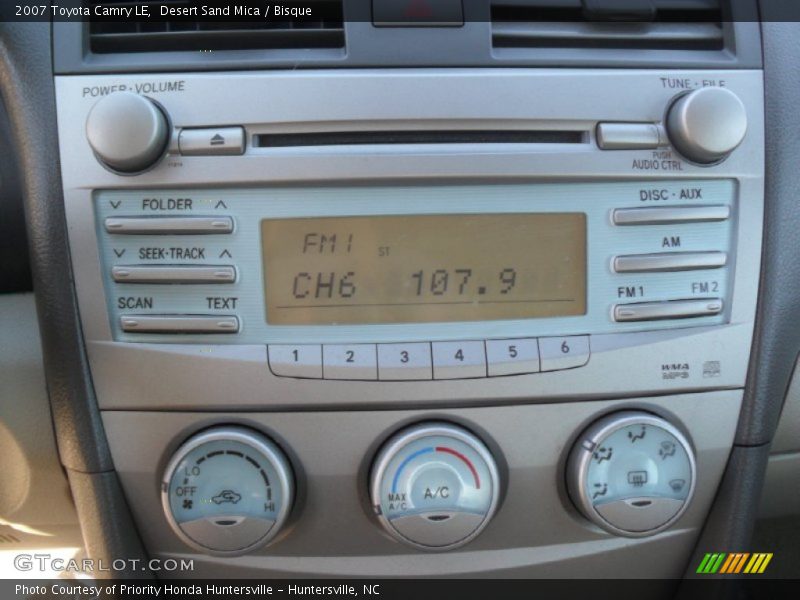 2007 Toyota Camry LE,  Desert Sand Mica / Bisque
POWER·VOLUME
TUNE·FILE
PUSH
AUDIO CTRL
∨ FOLDER ∧
DISC·AUX
FM1
ST
∨ SEEK·TRACK ∧
AM
CH6 107.9
SCAN TEXT
FM1 FM2
1 2 3 4 5 6
WMA
MP3
LO
OFF
HI
MAX
A/C
A/C
GTCARLOT.COM
Photo Courtesy of Priority Honda Huntersville – Huntersville, NC